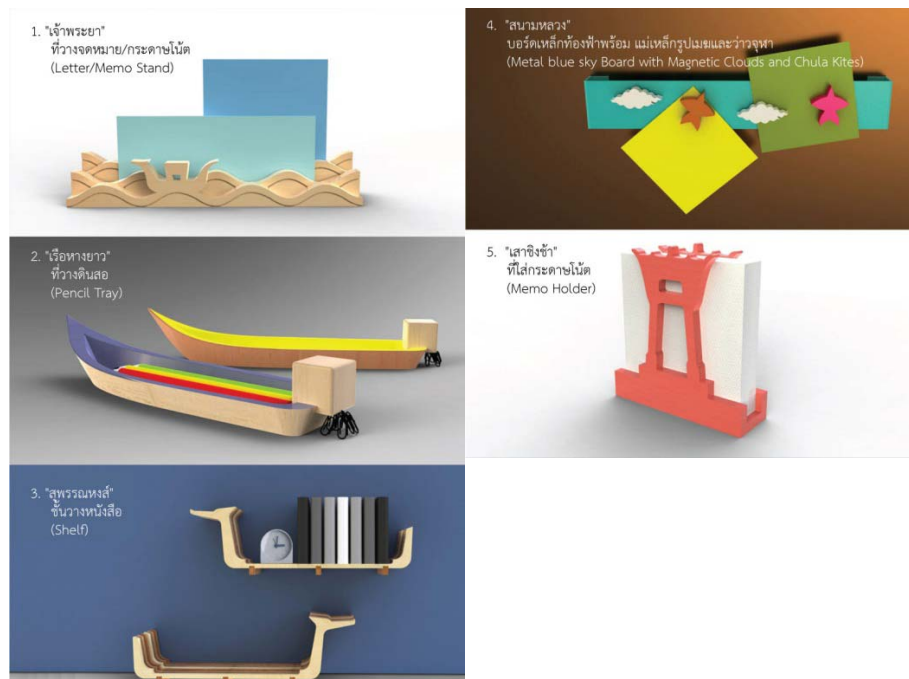 1. "เจ้าพระยา"
ที่วางจดหมาย/กระดาษโน้ต
(Letter/Memo Stand)
2. "เรือหางยาว"
ที่วางดินสอ
(Pencil Tray)
3. "สุพรรณหงส์"
ชั้นวางหนังสือ
(Shelf)
4. "สนามหลวง"
บอร์ดเหล็กท้องฟ้าพร้อม แม่เหล็กรูปเมฆและว่าวจุฬา
(Metal blue sky Board with Magnetic Clouds and Chula Kites)
5. "เสาชิงช้า"
ที่ใส่กระดาษโน้ต
(Memo Holder)